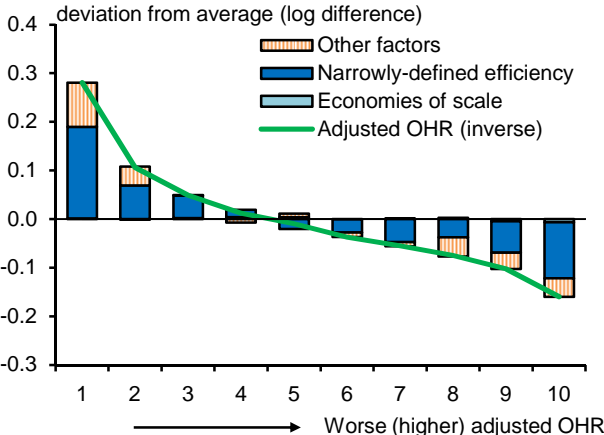 deviation from average (log difference)
0.4
0.3
0.2
0.1
0.0
-0.1
-0.2
-0.3
Other factors
Narrowly-defined efficiency
Economies of scale
Adjusted OHR (inverse)
1 2 3 4 5 6 7 8 9 10
Worse (higher) adjusted OHR